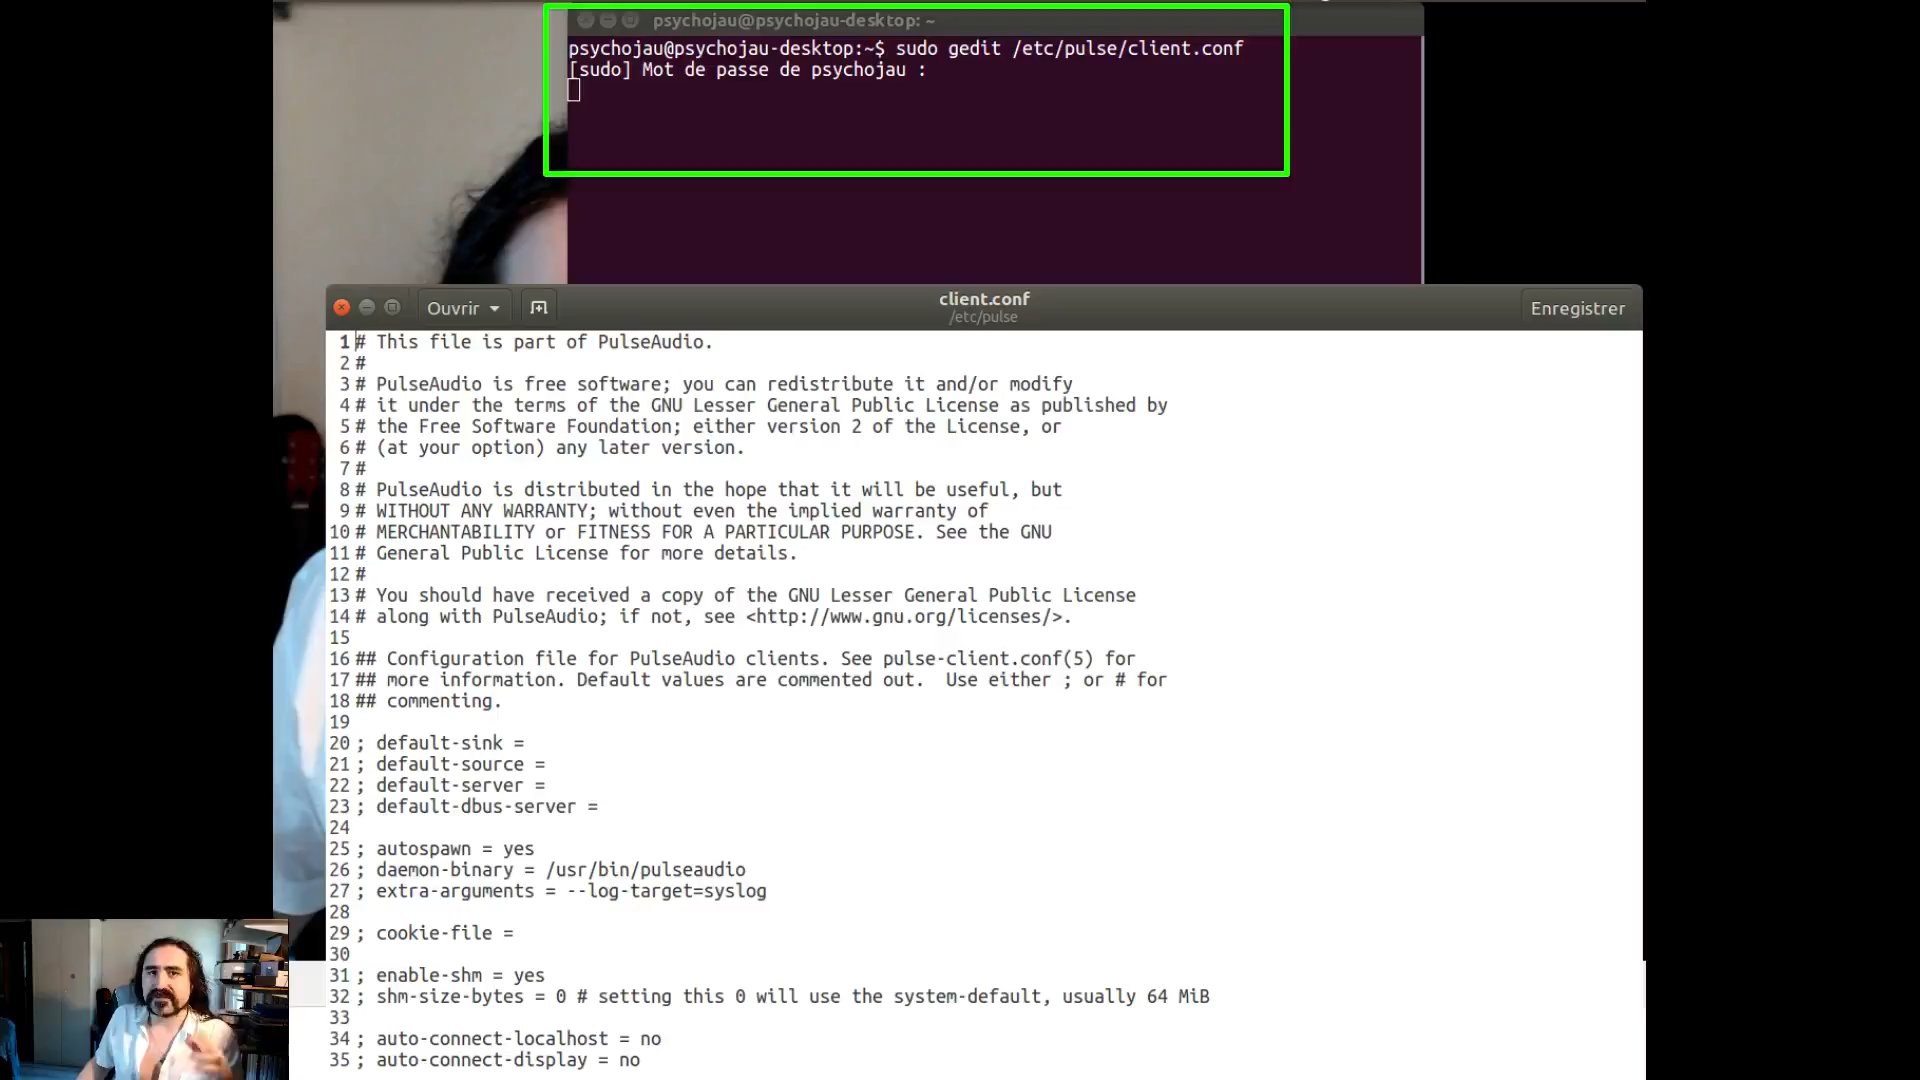 psychojau@psychojau-desktop: ~
psychojau@psychojau-desktop:~$ sudo gedit /etc/pulse/client.conf
[sudo] Mot de passe de psychojau :
Ouvrir
client.conf
/etc/pulse
Enregistrer
1 # This file is part of PulseAudio.
2 #
3 # PulseAudio is free software; you can redistribute it and/or modify
4 # it under the terms of the GNU Lesser General Public License as published by
5 # the Free Software Foundation; either version 2 of the License, or
6 # (at your option) any later version.
7 #
8 # PulseAudio is distributed in the hope that it will be useful, but
9 # WITHOUT ANY WARRANTY; without even the implied warranty of
10 # MERCHANTABILITY or FITNESS FOR A PARTICULAR PURPOSE. See the GNU
11 # General Public License for more details.
12 #
13 # You should have received a copy of the GNU Lesser General Public License
14 # along with PulseAudio; if not, see <http://www.gnu.org/licenses/>.
15
16 ## Configuration file for PulseAudio clients. See pulse-client.conf(5) for
17 ## more information. Default values are commented out.  Use either ; or # for
18 ## commenting.
19
20 ; default-sink =
21 ; default-source =
22 ; default-server =
23 ; default-dbus-server =
24
25 ; autospawn = yes
26 ; daemon-binary = /usr/bin/pulseaudio
27 ; extra-arguments = --log-target=syslog
28
29 ; cookie-file =
30
31 ; enable-shm = yes
32 ; shm-size-bytes = 0 # setting this 0 will use the system-default, usually 64 MiB
33
34 ; auto-connect-localhost = no
35 ; auto-connect-display = no